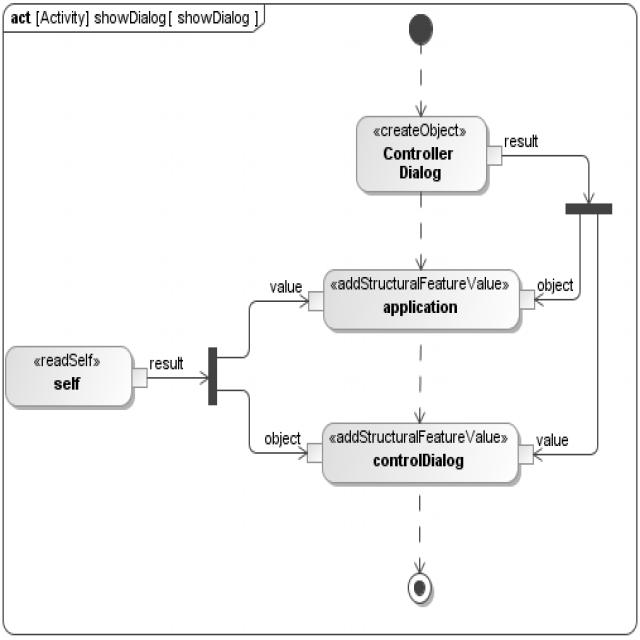 act [Activity] showDialog[ showDialog ]
«createObject»
Controller
Dialog
result
«addStructuralFeatureValue»
application
value
object
«readSelf»
self
result
«addStructuralFeatureValue»
controlDialog
object
value